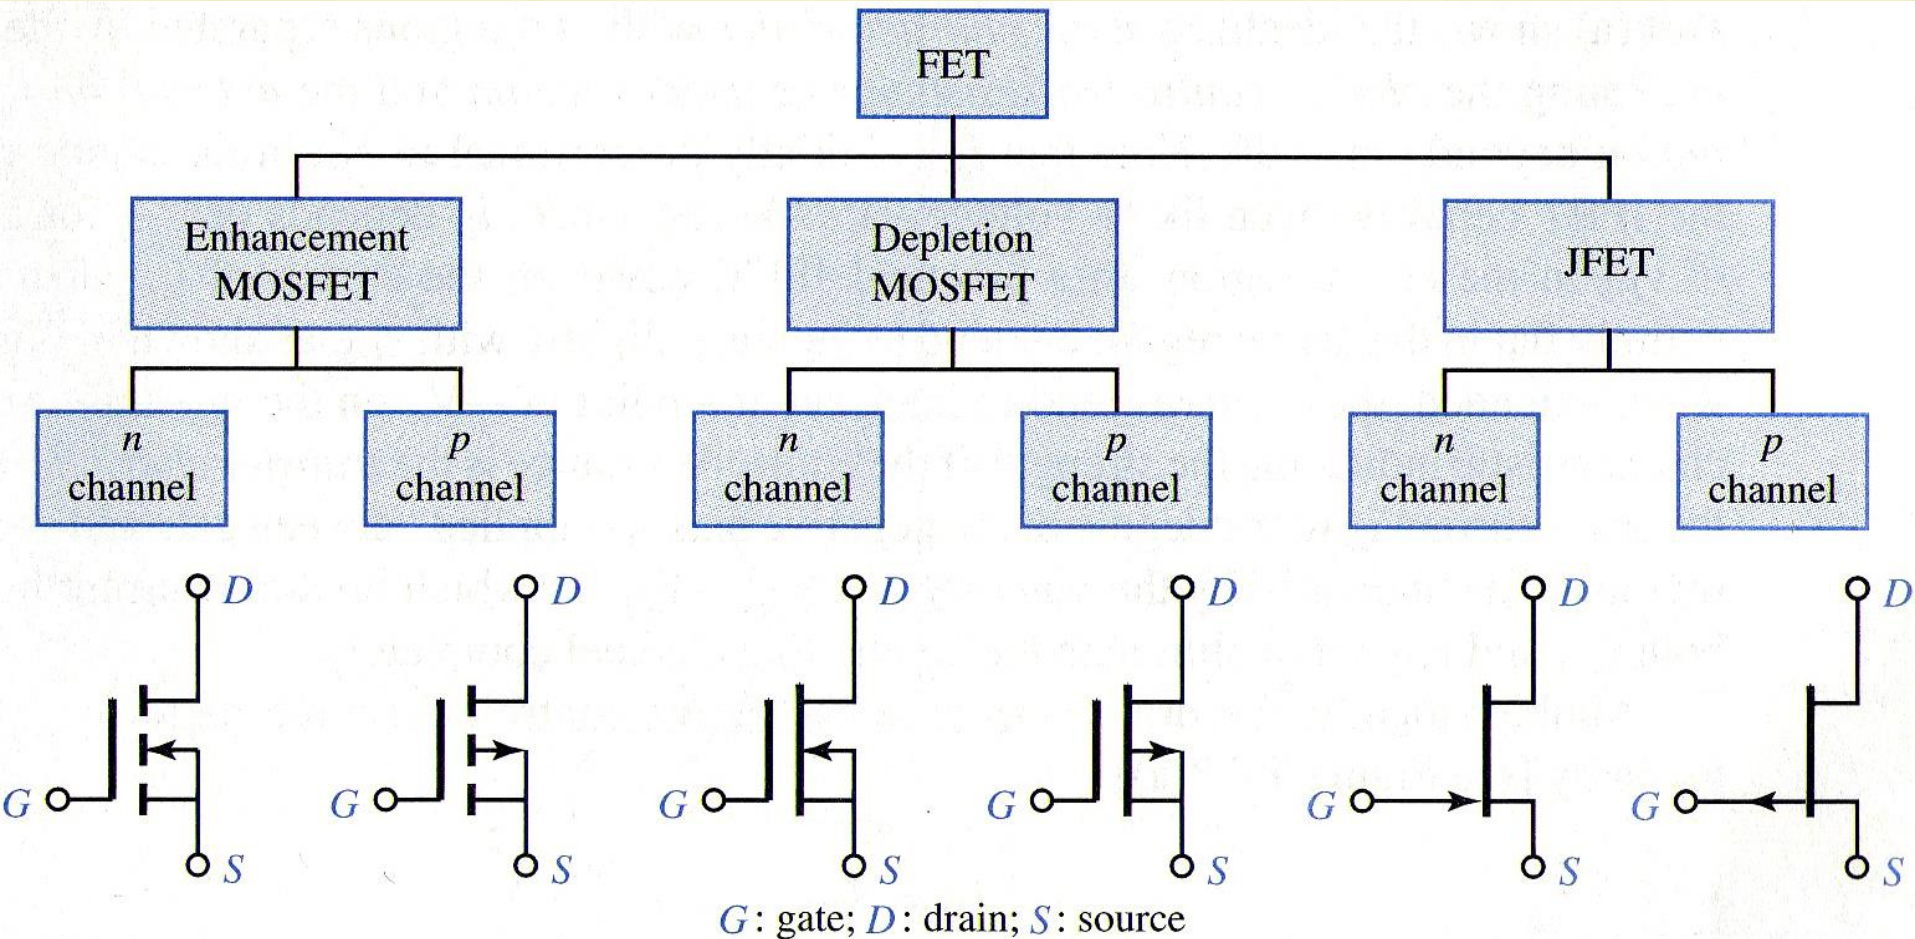 FET
Enhancement
MOSFET
Depletion
MOSFET
JFET
n
channel
p
channel
n
channel
p
channel
n
channel
p
channel
D
D
D
D
D
D
G
G
G
G
G
G
S
S
S
S
S
S
G: gate; D: drain; S: source